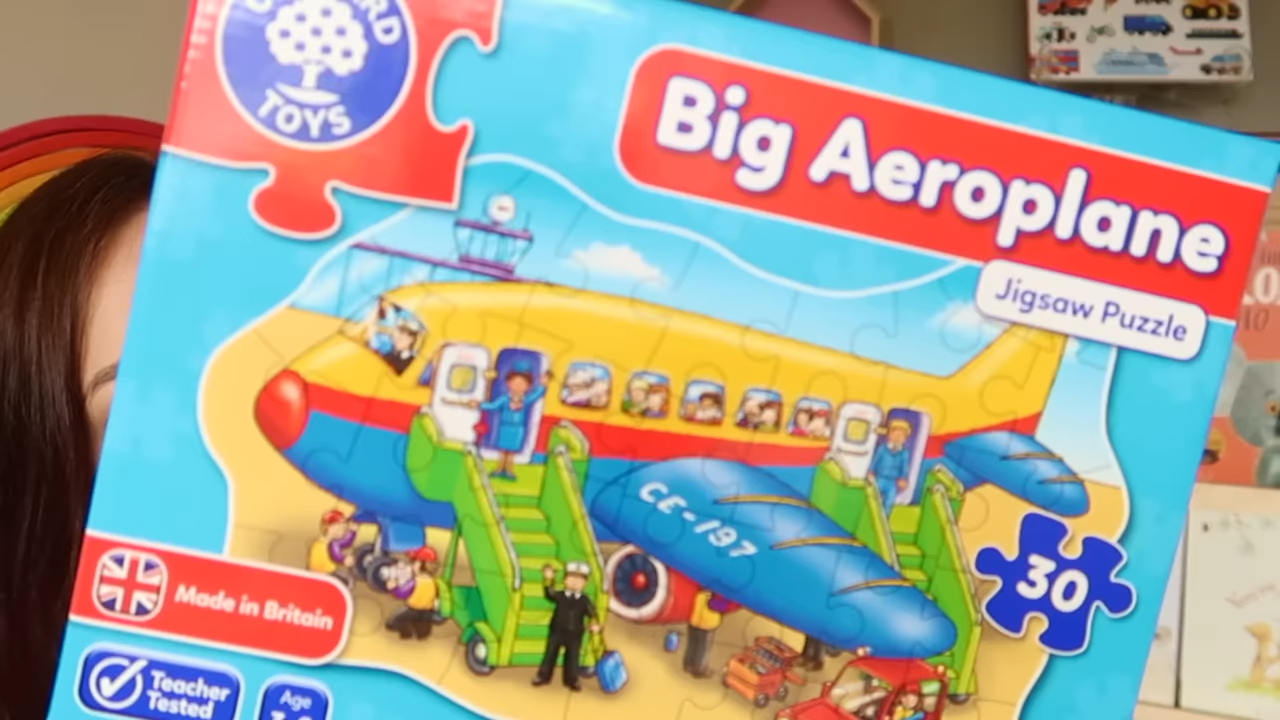 TOYS
Big Aeroplane
Jigsaw Puzzle
CE-197
30
Made in Britain
Teacher
Tested
Age